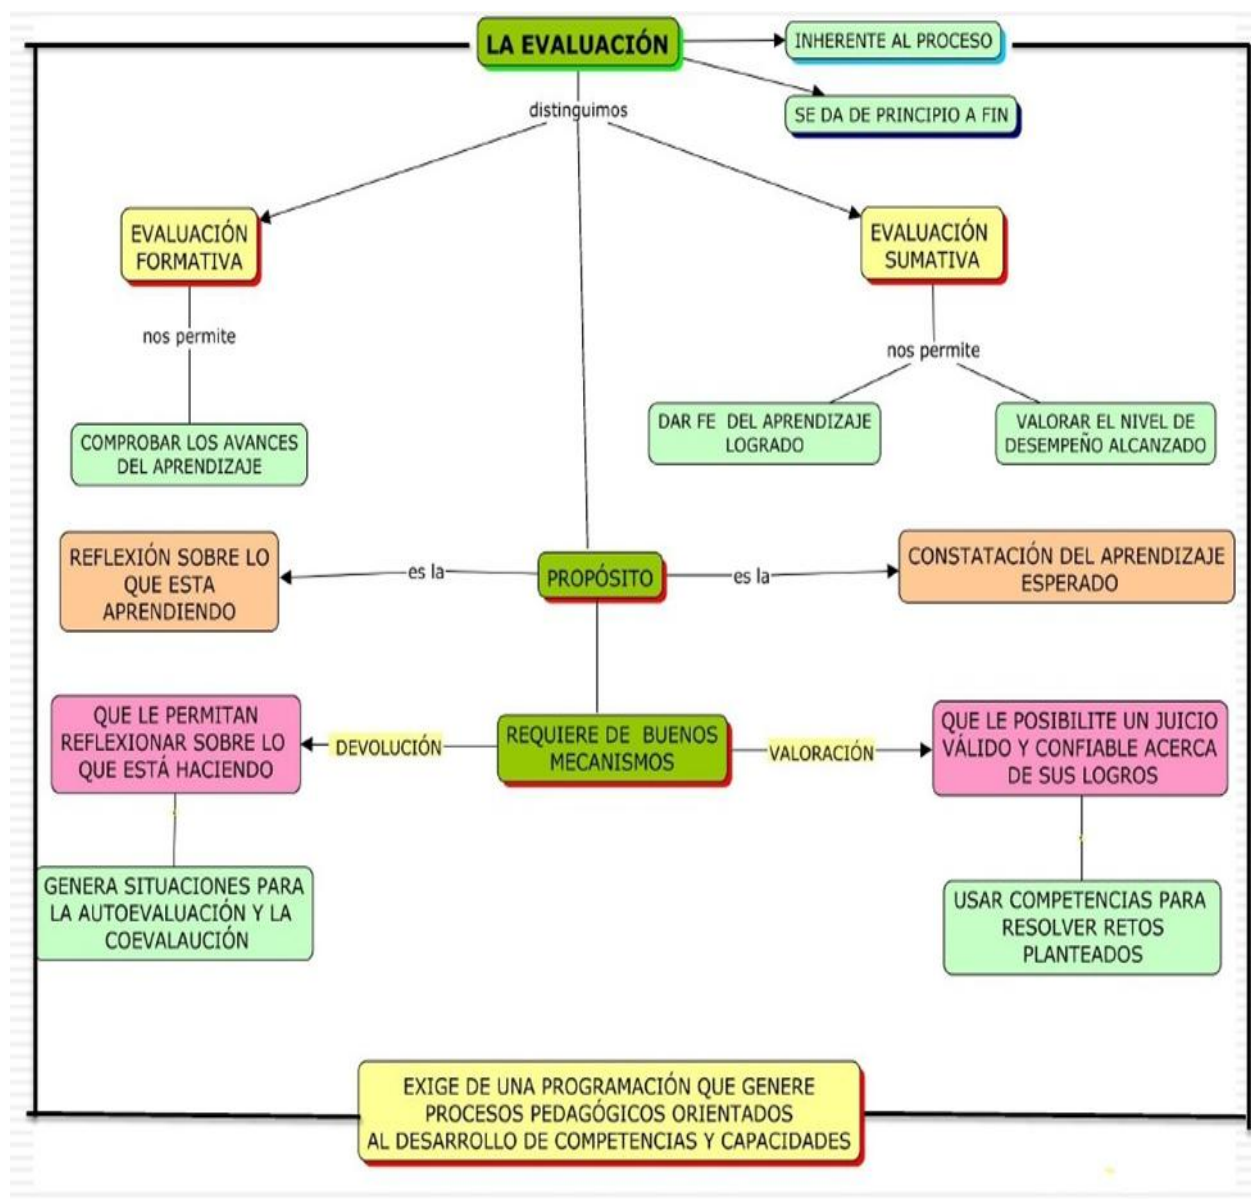 LA EVALUACIÓN
INHERENTE AL PROCESO
SE DA DE PRINCIPIO A FIN
distinguimos
EVALUACIÓN
FORMATIVA
EVALUACIÓN
SUMATIVA
nos permite
nos permite
COMPROBAR LOS AVANCES
DEL APRENDIZAJE
DAR FE DEL APRENDIZAJE
LOGRADO
VALORAR EL NIVEL DE
DESEMPEÑO ALCANZADO
REFLEXIÓN SOBRE LO
QUE ESTA
APRENDIENDO
es la
PROPÓSITO
es la
CONSTATACIÓN DEL APRENDIZAJE
ESPERADO
QUE LE PERMITAN
REFLEXIONAR SOBRE LO
QUE ESTÁ HACIENDO
DEVOLUCIÓN
REQUIERE DE BUENOS
MECANISMOS
VALORACIÓN
QUE LE POSIBILITE UN JUICIO
VÁLIDO Y CONFIABLE ACERCA
DE SUS LOGROS
GENERA SITUACIONES PARA
LA AUTOEVALUACIÓN Y LA
COEVALAUCIÓN
USAR COMPETENCIAS PARA
RESOLVER RETOS
PLANTEADOS
EXIGE DE UNA PROGRAMACIÓN QUE GENERE
PROCESOS PEDAGÓGICOS ORIENTADOS
AL DESARROLLO DE COMPETENCIAS Y CAPACIDADES